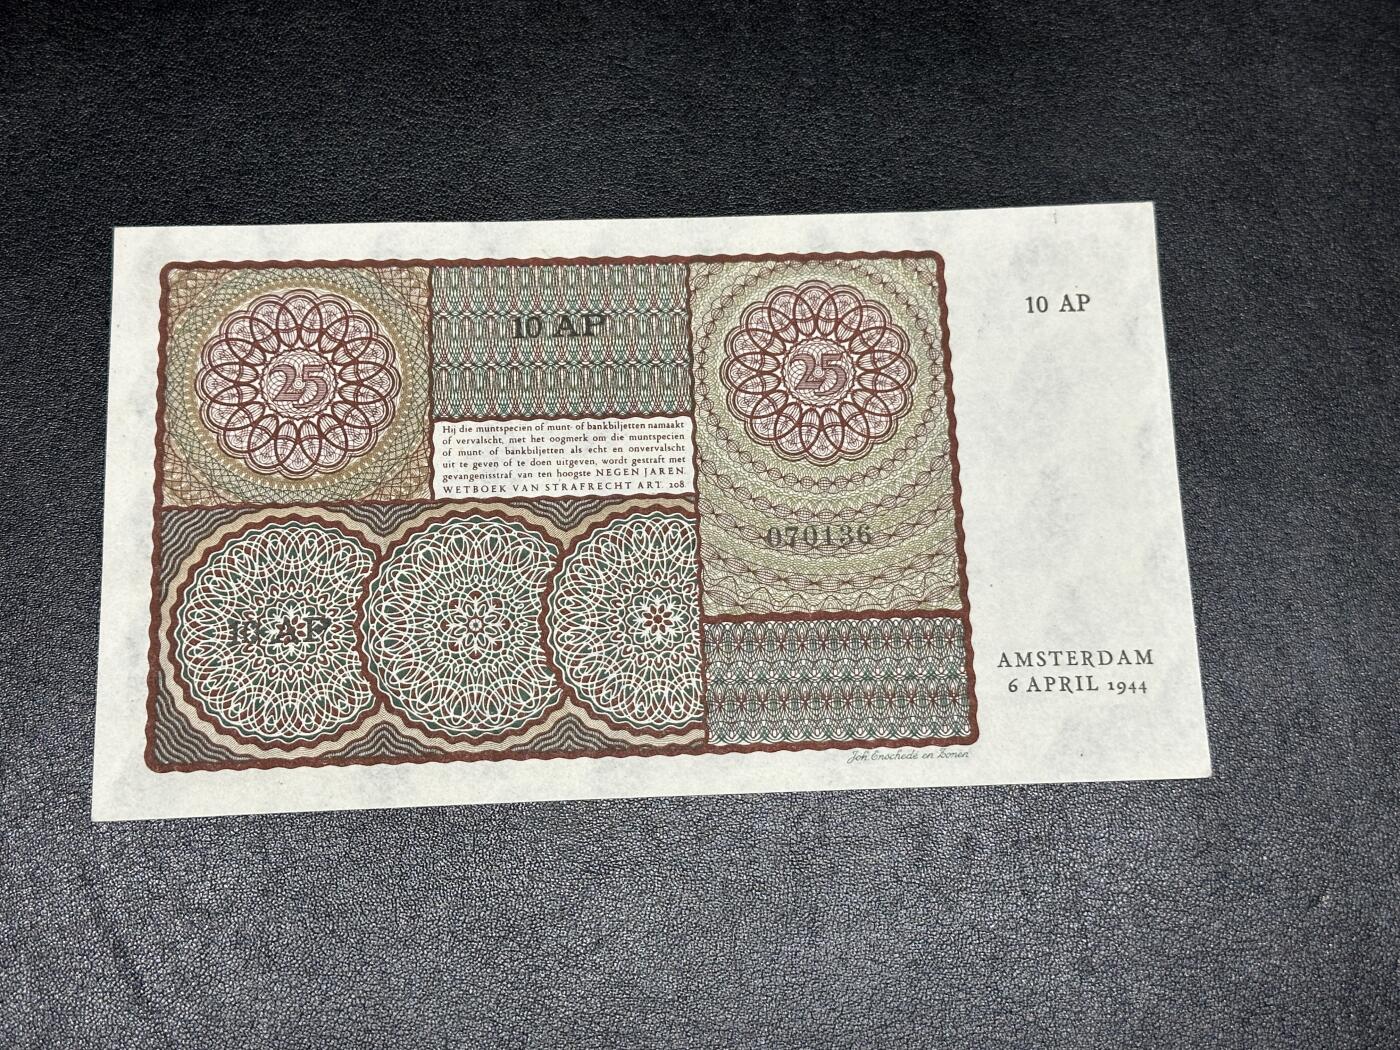 25
10 AP
25
10 AP
Hij die muntspeciën of munt- of bankbiljetten namaakt
of vervalscht, met het oogmerk om die muntspeciën
of munt- of bankbiljetten als echt en onvervalscht
uit te geven of te doen uitgeven, wordt gestraft met
gevangenisstraf van ten hoogste NEGEN JAREN.
WETBOEK VAN STRAFRECHT ART. 208.
070136
10 AP
AMSTERDAM
6 APRIL 1944
Joh. Enschedé en Zonen